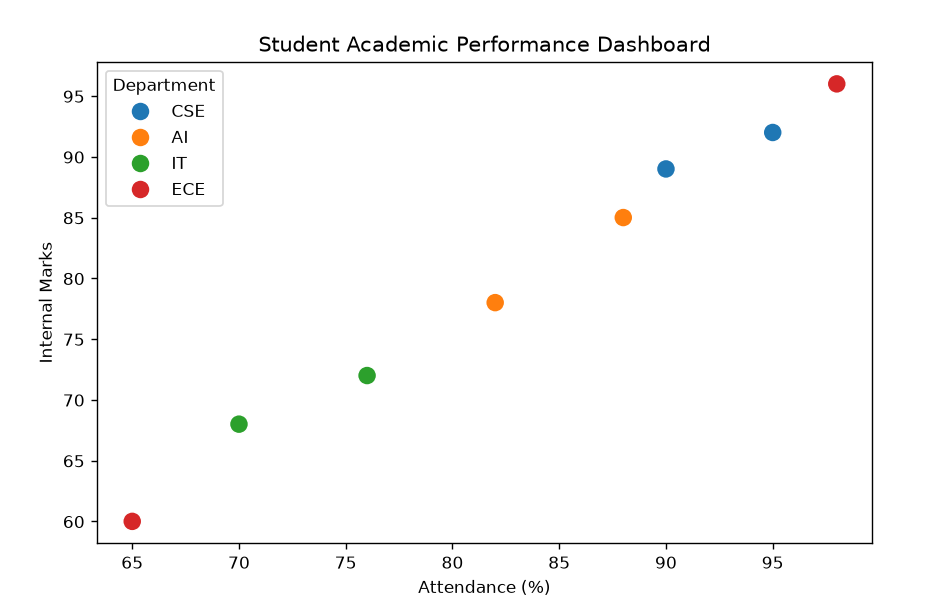 Student Academic Performance Dashboard
Department
CSE
AI
IT
ECE
Internal Marks
95
90
85
80
75
70
65
60
65 70 75 80 85 90 95
Attendance (%)